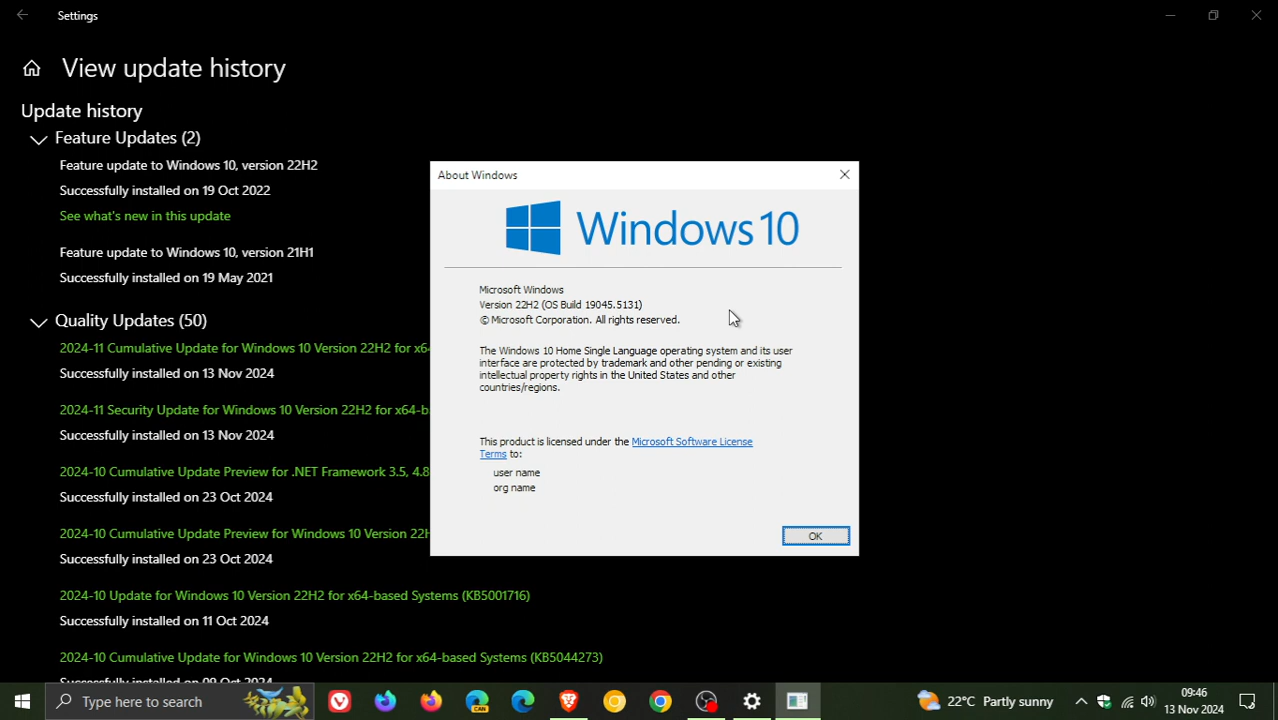 Settings
View update history
Update history
Feature Updates (2)
Feature update to Windows 10, version 22H2
Successfully installed on 19 Oct 2022
See what's new in this update
Feature update to Windows 10, version 21H1
Successfully installed on 19 May 2021
Quality Updates (50)
2024-11 Cumulative Update for Windows 10 Version 22H2 for x6
Successfully installed on 13 Nov 2024
2024-11 Security Update for Windows 10 Version 22H2 for x64-b
Successfully installed on 13 Nov 2024
2024-10 Cumulative Update Preview for .NET Framework 3.5, 4.8
Successfully installed on 23 Oct 2024
2024-10 Cumulative Update Preview for Windows 10 Version 22H
Successfully installed on 23 Oct 2024
2024-10 Update for Windows 10 Version 22H2 for x64-based Systems (KB5001716)
Successfully installed on 11 Oct 2024
2024-10 Cumulative Update for Windows 10 Version 22H2 for x64-based Systems (KB5044273)
Successfully installed on 09 Oct 2024
About Windows
Windows 10
Microsoft Windows
Version 22H2 (OS Build 19045.5131)
© Microsoft Corporation. All rights reserved.
The Windows 10 Home Single Language operating system and its user
interface are protected by trademark and other pending or existing
intellectual property rights in the United States and other
countries/regions.
This product is licensed under the Microsoft Software License
Terms to:
user name
org name
OK
Type here to search
CAN
22°C Partly sunny
09:46
13 Nov 2024